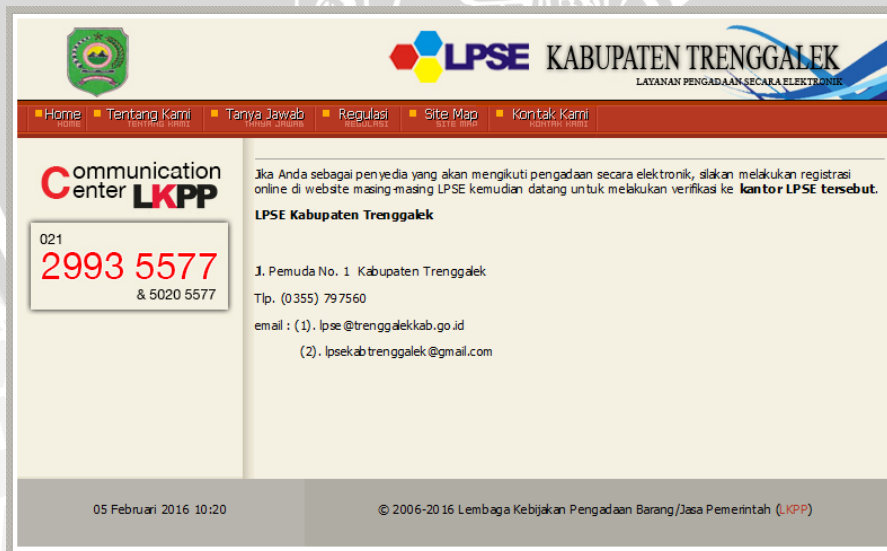 LPSE KABUPATEN TRENGGALEK
LAYANAN PENGADAAN SECARA ELEKTRONIK
Home Tentang Kami Tanya Jawab Regulasi Site Map Kontak Kami
HOME TENTANG KAMI TANYA JAWAB REGULASI SITE MAP KONTAK KAMI
Communication
Center LKPP
021
2993 5577
& 5020 5577
Jika Anda sebagai penyedia yang akan mengikuti pengadaan secara elektronik, silakan melakukan registrasi
online di website masing-masing LPSE kemudian datang untuk melakukan verifikasi ke kantor LPSE tersebut.
LPSE Kabupaten Trenggalek
Jl. Pemuda No. 1 Kabupaten Trenggalek
Tlp. (0355) 797560
email : (1). lpse@trenggalekkab.go.id
(2). lpsekabtrenggalek@gmail.com
05 Februari 2016 10:20
© 2006-2016 Lembaga Kebijakan Pengadaan Barang/Jasa Pemerintah (LKPP)